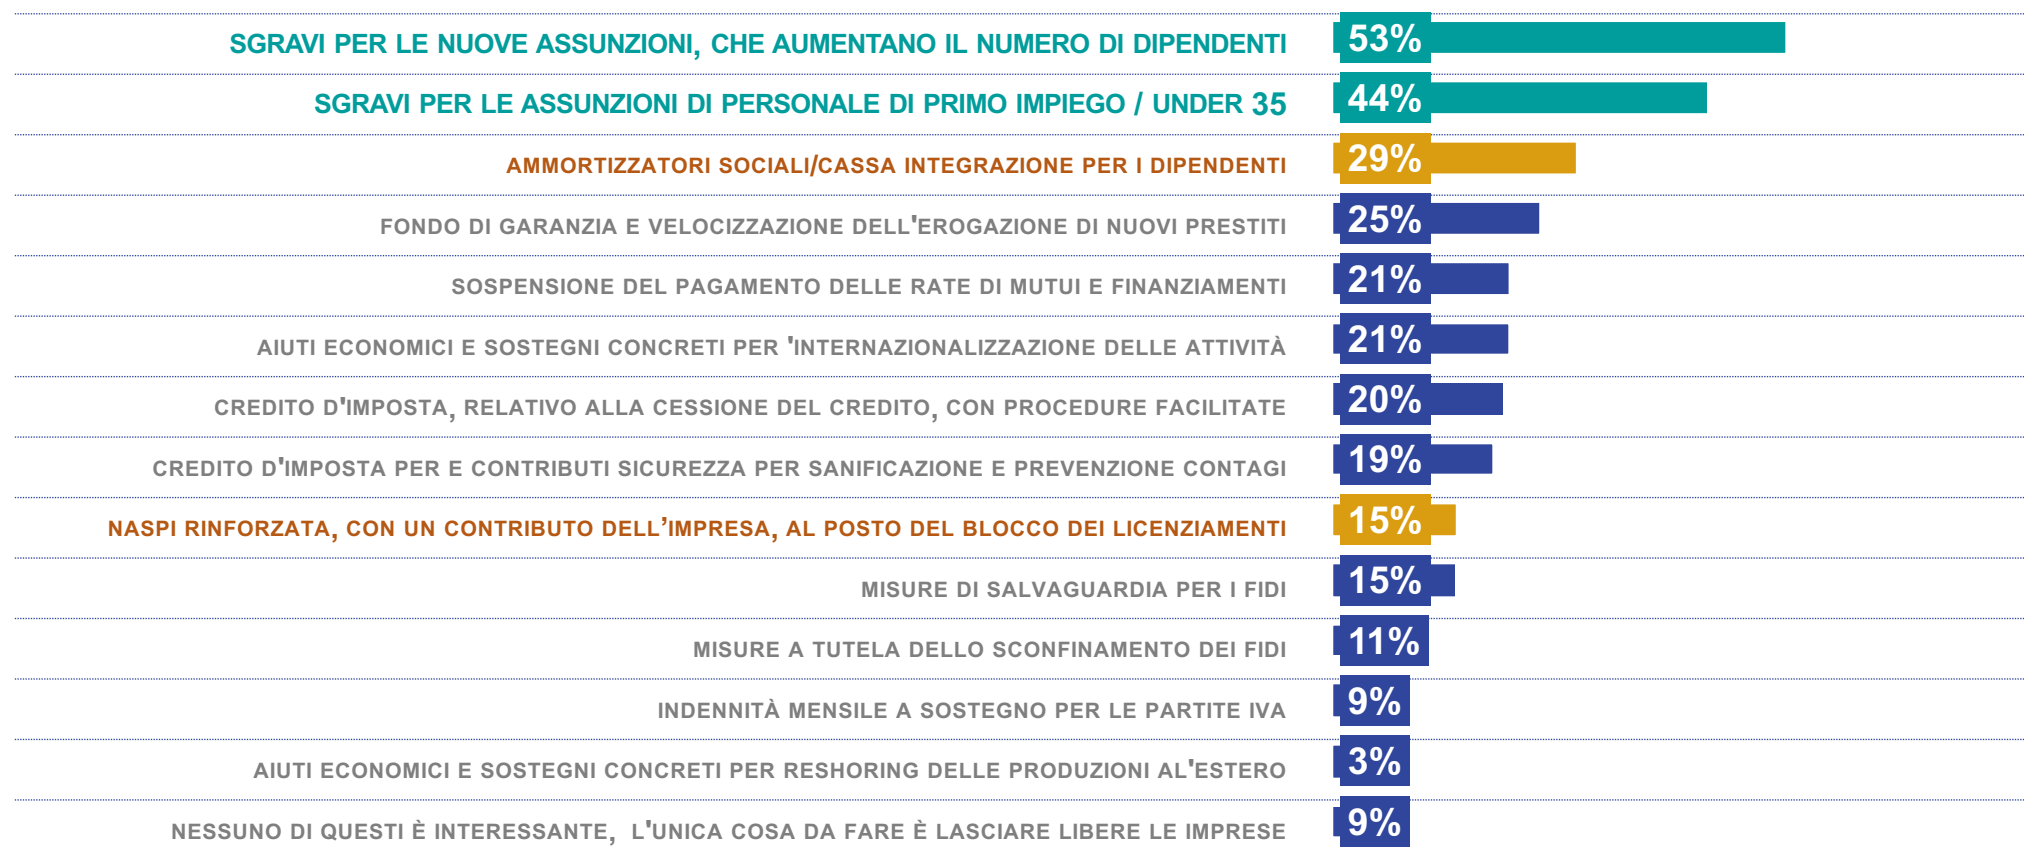 SGRAVI PER LE NUOVE ASSUNZIONI, CHE AUMENTANO IL NUMERO DI DIPENDENTI 53%
SGRAVI PER LE ASSUNZIONI DI PERSONALE DI PRIMO IMPIEGO / UNDER 35 44%
AMMORTIZZATORI SOCIALI/CASSA INTEGRAZIONE PER I DIPENDENTI 29%
FONDO DI GARANZIA E VELOCIZZAZIONE DELL'EROGAZIONE DI NUOVI PRESTITI 25%
SOSPENSIONE DEL PAGAMENTO DELLE RATE DI MUTUI E FINANZIAMENTI 21%
AIUTI ECONOMICI E SOSTEGNI CONCRETI PER 'INTERNAZIONALIZZAZIONE DELLE ATTIVITÀ 21%
CREDITO D'IMPOSTA, RELATIVO ALLA CESSIONE DEL CREDITO, CON PROCEDURE FACILITATE 20%
CREDITO D'IMPOSTA PER E CONTRIBUTI SICUREZZA PER SANIFICAZIONE E PREVENZIONE CONTAGI 19%
NASPI RINFORZATA, CON UN CONTRIBUTO DELL’IMPRESA, AL POSTO DEL BLOCCO DEI LICENZIAMENTI 15%
MISURE DI SALVAGUARDIA PER I FIDI 15%
MISURE A TUTELA DELLO SCONFINAMENTO DEI FIDI 11%
INDENNITÀ MENSILE A SOSTEGNO PER LE PARTITE IVA 9%
AIUTI ECONOMICI E SOSTEGNI CONCRETI PER RESHORING DELLE PRODUZIONI AL'ESTERO 3%
NESSUNO DI QUESTI È INTERESSANTE, L'UNICA COSA DA FARE È LASCIARE LIBERE LE IMPRESE 9%